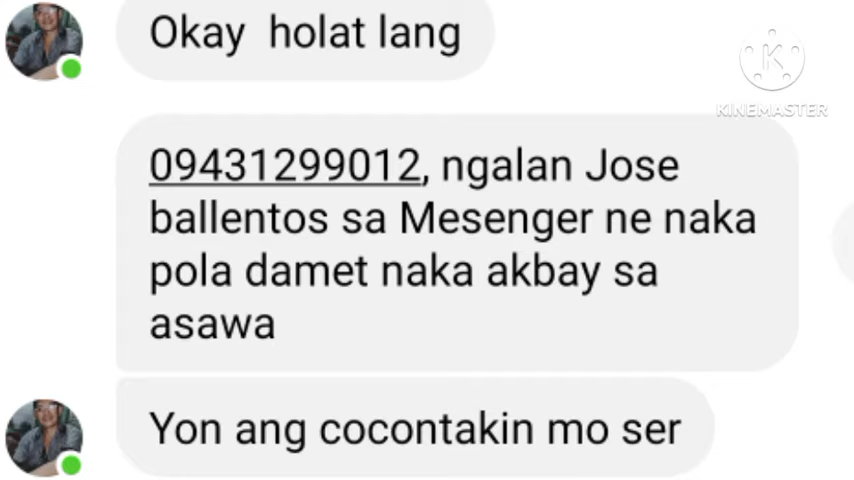 Okay holat lang
KINEMASTER
09431299012, ngalan Jose
ballentos sa Mesenger ne naka
pola damet naka akbay sa
asawa
Yon ang cocontakin mo ser